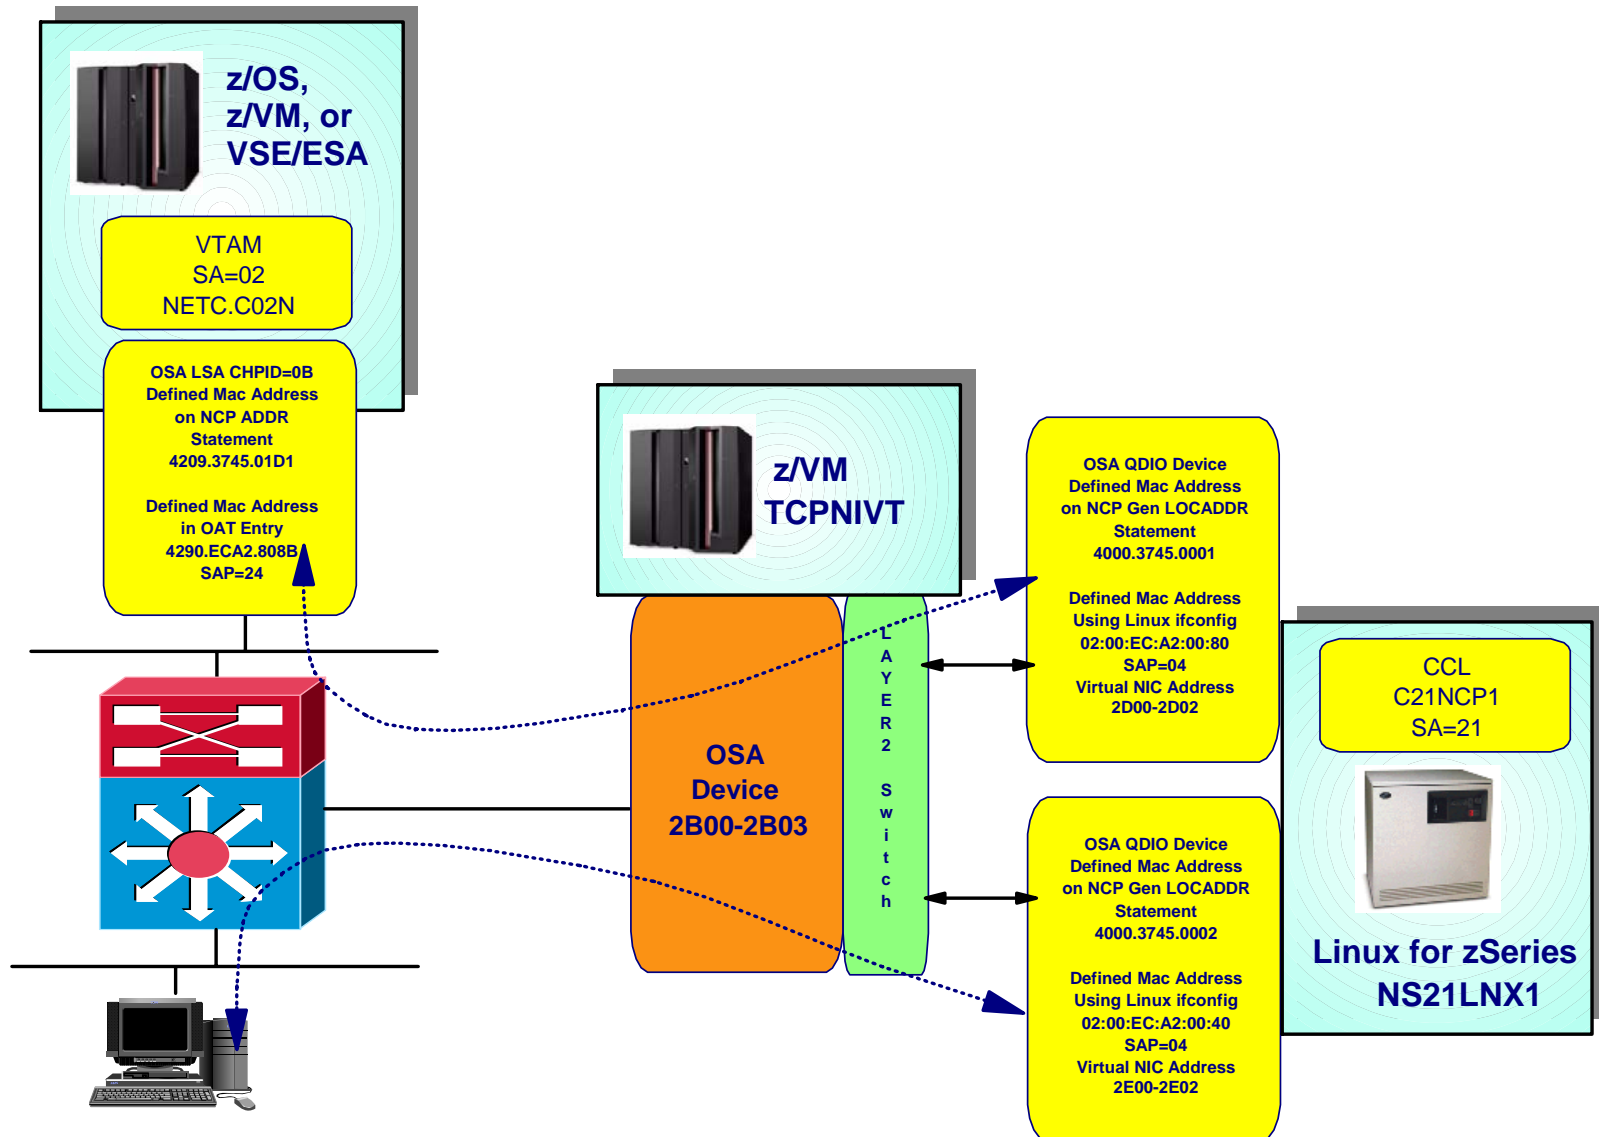 z/OS,
z/VM, or
VSE/ESA
VTAM
SA=02
NETC.C02N
OSA LSA CHPID=0B
Defined Mac Address
on NCP ADDR
Statement
4209.3745.01D1
Defined Mac Address
in OAT Entry
4290.ECA2.808B
SAP=24
z/VM
TCPNIVT
OSA
Device
2B00-2B03
L
A
Y
E
R
2
S
w
i
t
c
h
OSA QDIO Device
Defined Mac Address
on NCP Gen LOCADDR
Statement
4000.3745.0001
Defined Mac Address
Using Linux ifconfig
02:00:EC:A2:00:80
SAP=04
Virtual NIC Address
2D00-2D02
OSA QDIO Device
Defined Mac Address
on NCP Gen LOCADDR
Statement
4000.3745.0002
Defined Mac Address
Using Linux ifconfig
02:00:EC:A2:00:40
SAP=04
Virtual NIC Address
2E00-2E02
CCL
C21NCP1
SA=21
Linux for zSeries
NS21LNX1